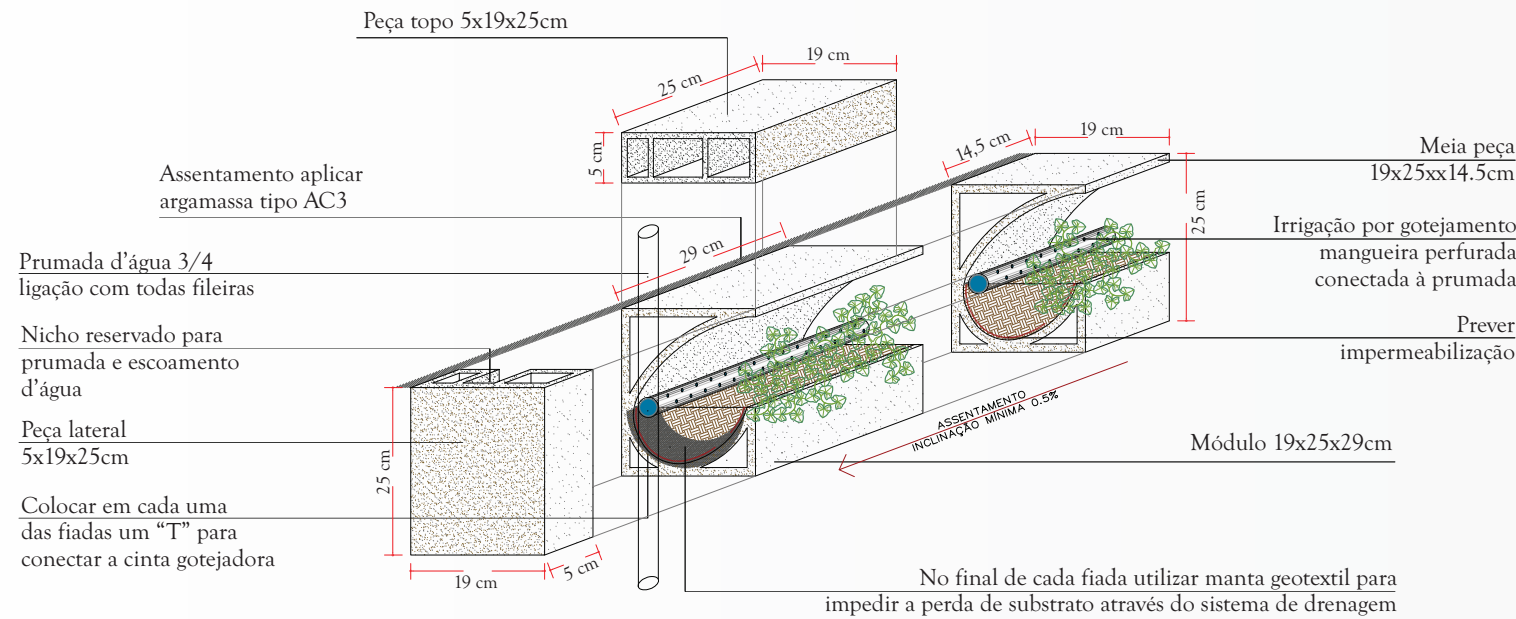 Peça topo 5x19x25cm
25 cm
19 cm
5 cm
Assentamento aplicar
argamassa tipo AC3
14,5 cm
19 cm
25 cm
Meia peça
19x25xx14.5cm
Irrigação por gotejamento
mangueira perfurada
conectada à prumada
Prever
impermeabilização
29 cm
Prumada d'água 3/4
ligação com todas fileiras
Nicho reservado para
prumada e escoamento
d'água
Peça lateral
5x19x25cm
25 cm
Colocar em cada uma
das fiadas um “T” para
conectar a cinta gotejadora
19 cm
5 cm
ASSENTAMENTO
INCLINAÇÃO MÍNIMA 0.5%
Módulo 19x25x29cm
No final de cada fiada utilizar manta geotextil para
impedir a perda de substrato através do sistema de drenagem